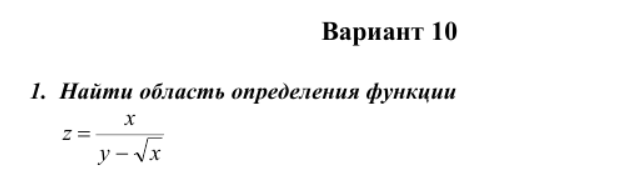 Вариант 10
1. Найти область определения функции
z = x / (y − √x)